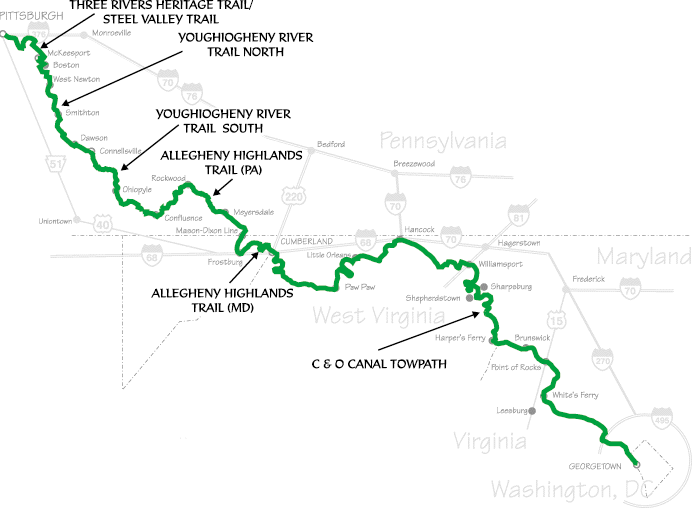 THREE RIVERS HERITAGE TRAIL/
STEEL VALLEY TRAIL
PITTSBURGH
Monroeville
YOUGHIOGHENY RIVER
TRAIL NORTH
McKeesport
Boston
West Newton
70
76
Smithton
YOUGHIOGHENY RIVER
TRAIL SOUTH
Dawson
Connellsville
Bedford
Pennsylvania
ALLEGHENY HIGHLANDS
TRAIL (PA)
51
Breezewood
76
Rockwood
Ohiopyle
220
70
Uniontown
40
Confluence
Meyersdale
81
Mason-Dixon Line
Hancock
CUMBERLAND
68
70
Hagerstown
68
Frostburg
Little Orleans
Maryland
Williamsport
Frederick
ALLEGHENY HIGHLANDS
TRAIL (MD)
Paw Paw
Sharpsburg
70
Shepherdstown
West Virginia
15
Harper's Ferry
Brunswick
C & O CANAL TOWPATH
270
Point of Rocks
White's Ferry
Leesburg
495
Virginia
GEORGETOWN
Washington, DC